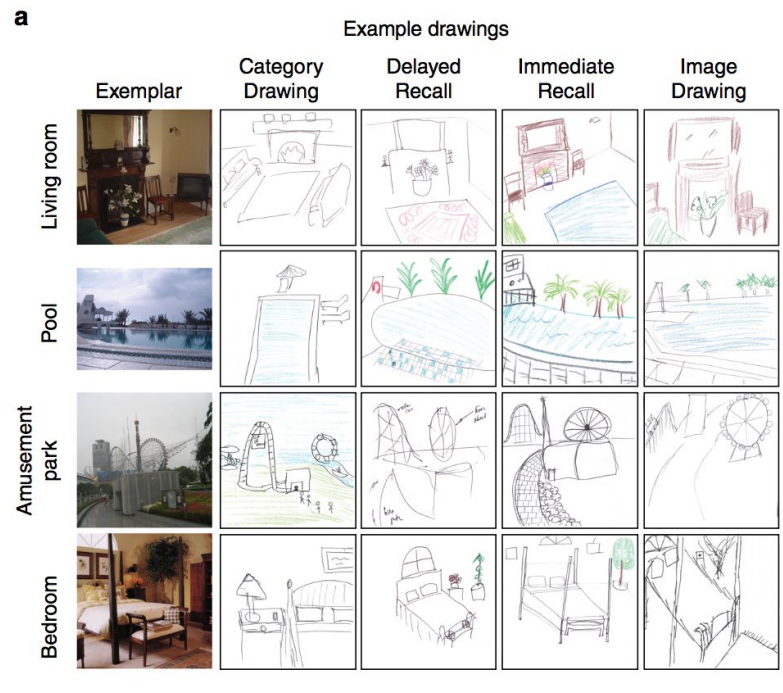 a
Example drawings
Exemplar
Category
Drawing
Delayed
Recall
Immediate
Recall
Image
Drawing
Living room
Pool
Amusement
park
Bedroom